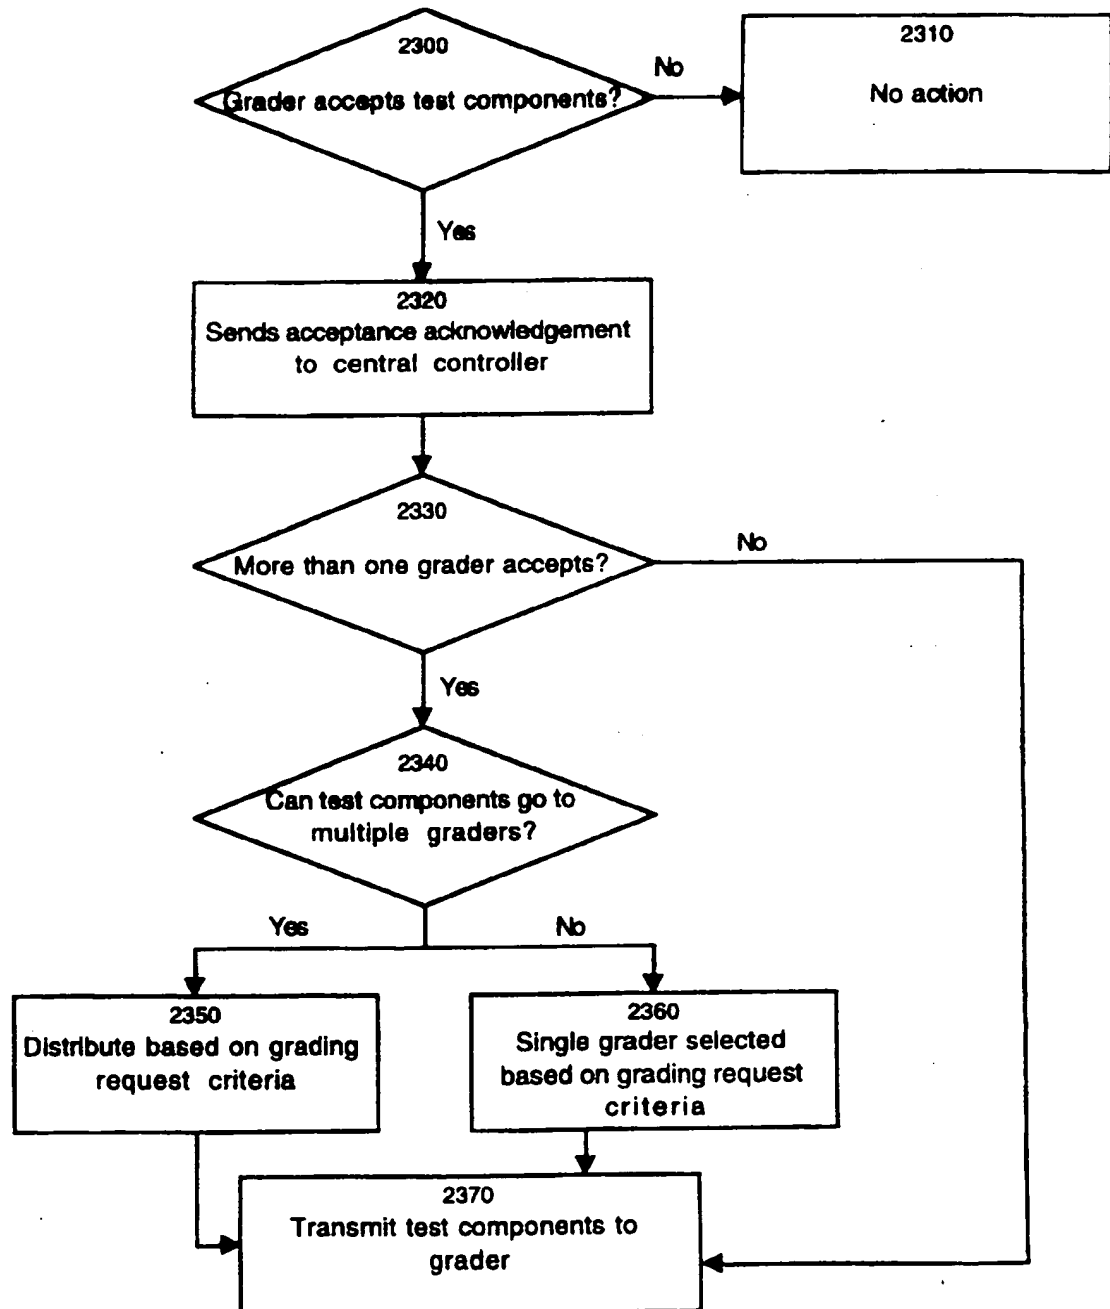 2300
Grader accepts test components?
No
2310
No action
Yes
2320
Sends acceptance acknowledgement
to central controller
2330
More than one grader accepts?
No
Yes
2340
Can test components go to
multiple graders?
Yes
No
2350
Distribute based on grading
request criteria
2360
Single grader selected
based on grading request
criteria
2370
Transmit test components to
grader